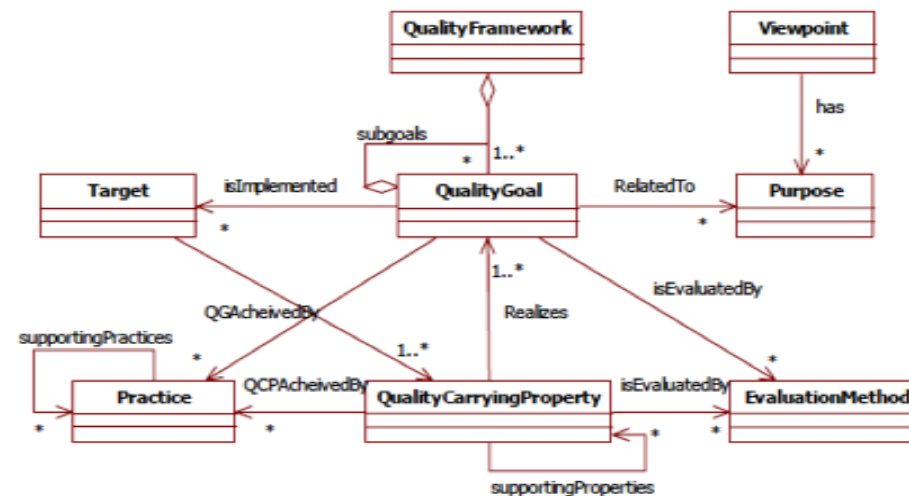 QualityFramework
Viewpoint
has
subgoals
*
1..*
*
Target
isImplemented
QualityGoal
RelatedTo
Purpose
*
*
1..*
isEvaluatedBy
QGAcheivedBy
Realizes
supportingPractices
1..*
*
*
Practice
QCPAcheivedBy
QualityCarryingProperty
isEvaluatedBy
EvaluationMethod
*
*
*
*
supportingProperties